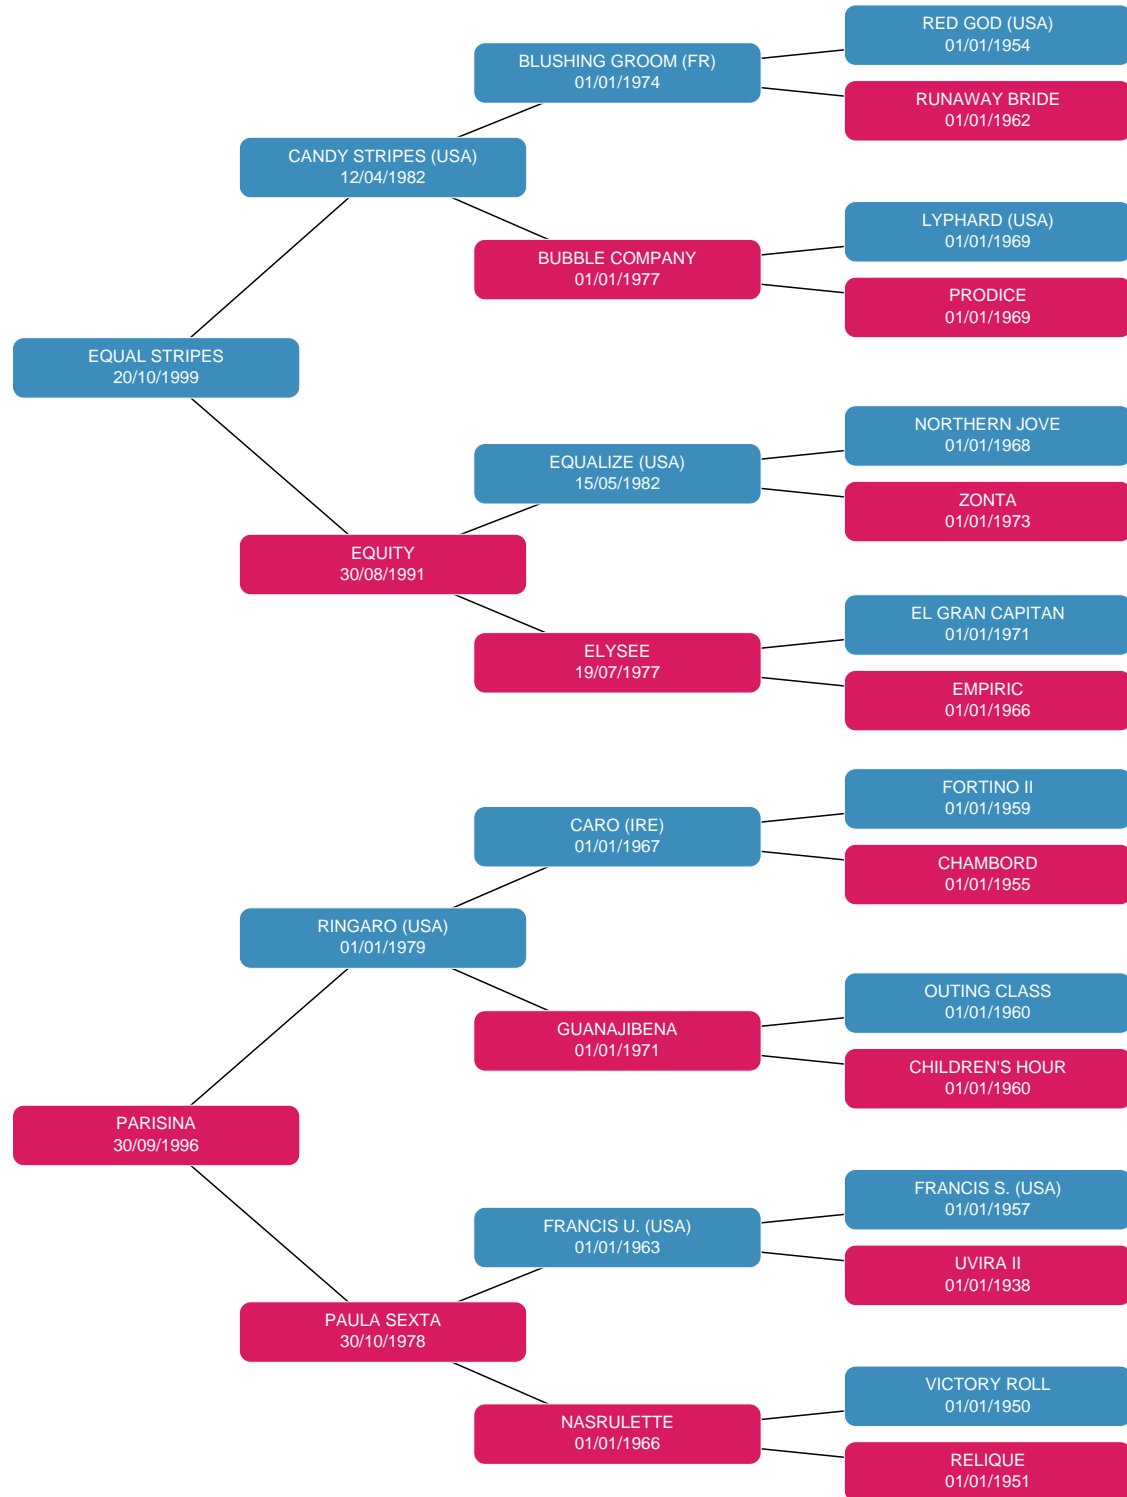 RED GOD (USA)
01/01/1954
BLUSHING GROOM (FR)
01/01/1974
RUNAWAY BRIDE
01/01/1962
CANDY STRIPES (USA)
12/04/1982
LYPHARD (USA)
01/01/1969
BUBBLE COMPANY
01/01/1977
PRODICE
01/01/1969
EQUAL STRIPES
20/10/1999
NORTHERN JOVE
01/01/1968
EQUALIZE (USA)
15/05/1982
ZONTA
01/01/1973
EQUITY
30/08/1991
EL GRAN CAPITAN
01/01/1971
ELYSEE
19/07/1977
EMPIRIC
01/01/1966
FORTINO II
01/01/1959
CARO (IRE)
01/01/1967
CHAMBORD
01/01/1955
RINGARO (USA)
01/01/1979
OUTING CLASS
01/01/1960
GUANAJIBENA
01/01/1971
CHILDREN'S HOUR
01/01/1960
PARISINA
30/09/1996
FRANCIS S. (USA)
01/01/1957
FRANCIS U. (USA)
01/01/1963
UVIRA II
01/01/1938
PAULA SEXTA
30/10/1978
VICTORY ROLL
01/01/1950
NASRULETTE
01/01/1966
RELIQUE
01/01/1951